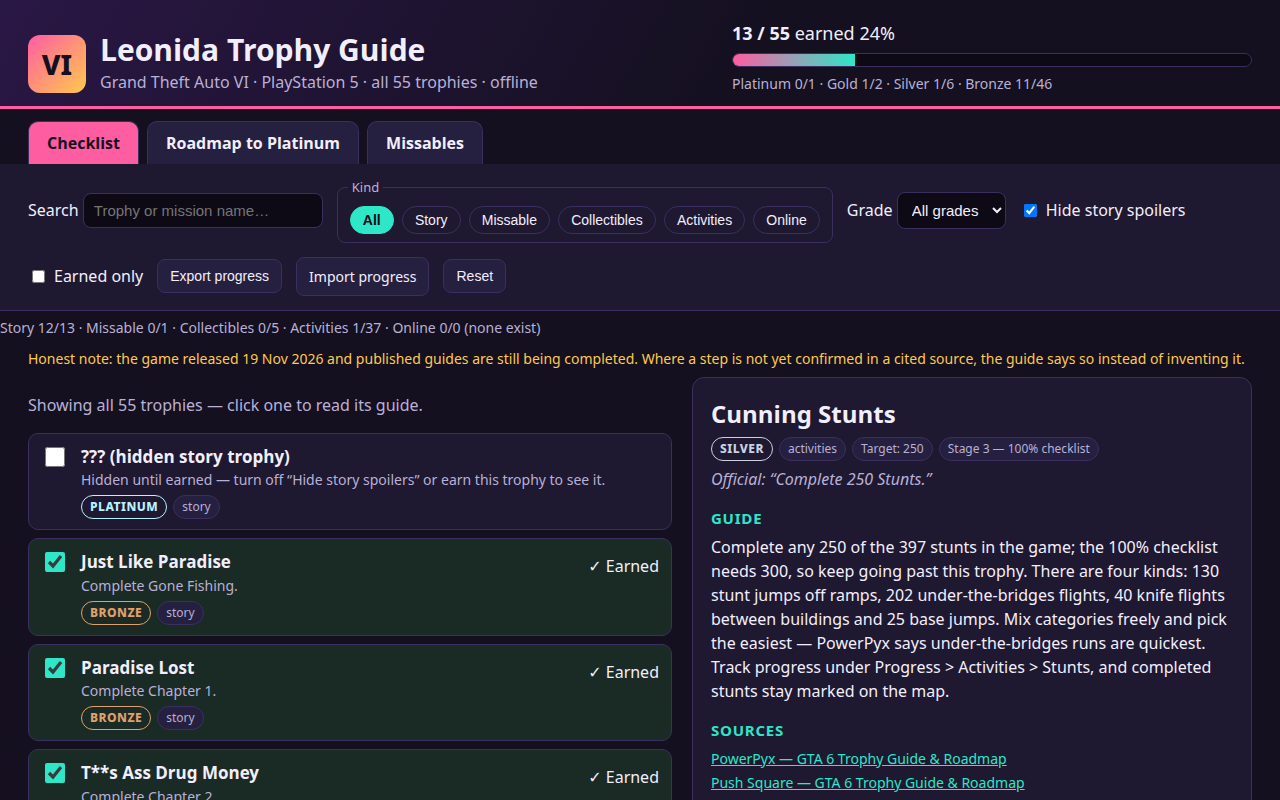 VI
Leonida Trophy Guide
Grand Theft Auto VI · PlayStation 5 · all 55 trophies · offline
13 / 55 earned 24%
Platinum 0/1 · Gold 1/2 · Silver 1/6 · Bronze 11/46
Checklist
Roadmap to Platinum
Missables
Search
Trophy or mission name…
Kind
All
Story
Missable
Collectibles
Activities
Online
Grade
All grades
Hide story spoilers
Earned only
Export progress
Import progress
Reset
Story 12/13 · Missable 0/1 · Collectibles 0/5 · Activities 1/37 · Online 0/0 (none exist)
Honest note: the game released 19 Nov 2026 and published guides are still being completed. Where a step is not yet confirmed in a cited source, the guide says so instead of inventing it.
Showing all 55 trophies — click one to read its guide.
??? (hidden story trophy)
Hidden until earned — turn off “Hide story spoilers” or earn this trophy to see it.
PLATINUM
story
Just Like Paradise
✓ Earned
Complete Gone Fishing.
BRONZE
story
Paradise Lost
✓ Earned
Complete Chapter 1.
BRONZE
story
T**s Ass Drug Money
✓ Earned
Complete Chapter 2.
Cunning Stunts
SILVER
activities
Target: 250
Stage 3 — 100% checklist
Official: “Complete 250 Stunts.”
GUIDE
Complete any 250 of the 397 stunts in the game; the 100% checklist
needs 300, so keep going past this trophy. There are four kinds: 130
stunt jumps off ramps, 202 under-the-bridges flights, 40 knife flights
between buildings and 25 base jumps. Mix categories freely and pick
the easiest — PowerPyx says under-the-bridges runs are quickest.
Track progress under Progress > Activities > Stunts, and completed
stunts stay marked on the map.
SOURCES
PowerPyx — GTA 6 Trophy Guide & Roadmap
Push Square — GTA 6 Trophy Guide & Roadmap